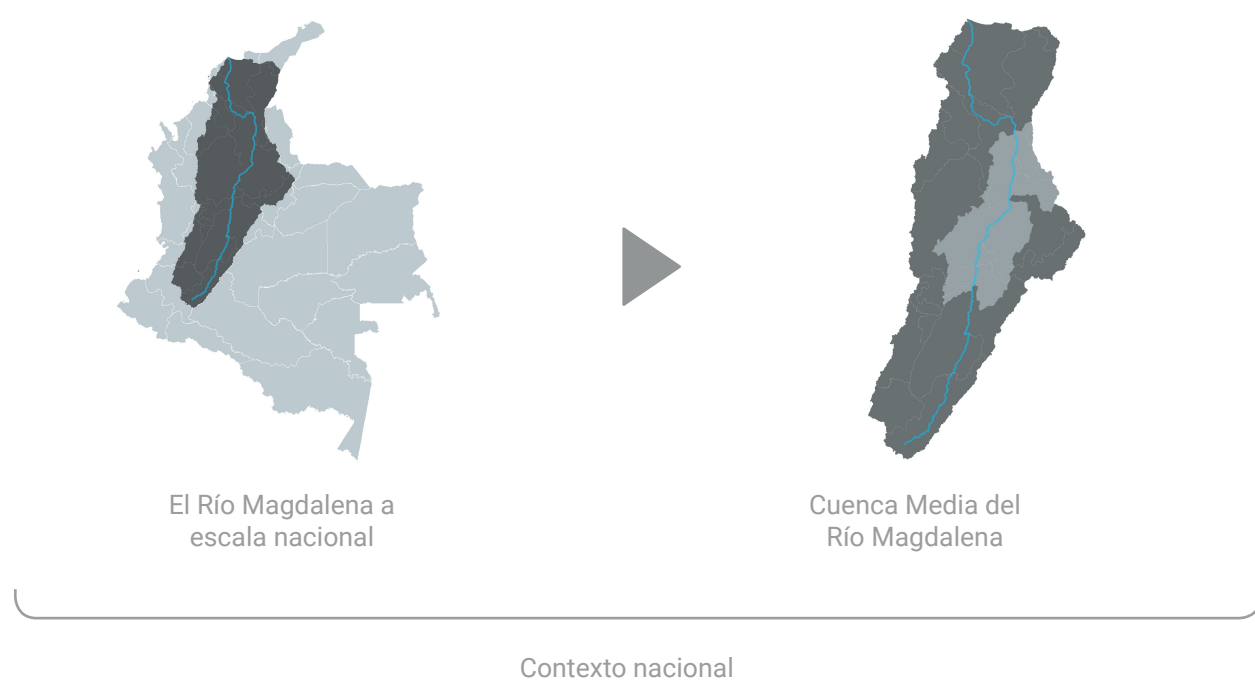 El Río Magdalena a
escala nacional
Cuenca Media del
Río Magdalena
Contexto nacional